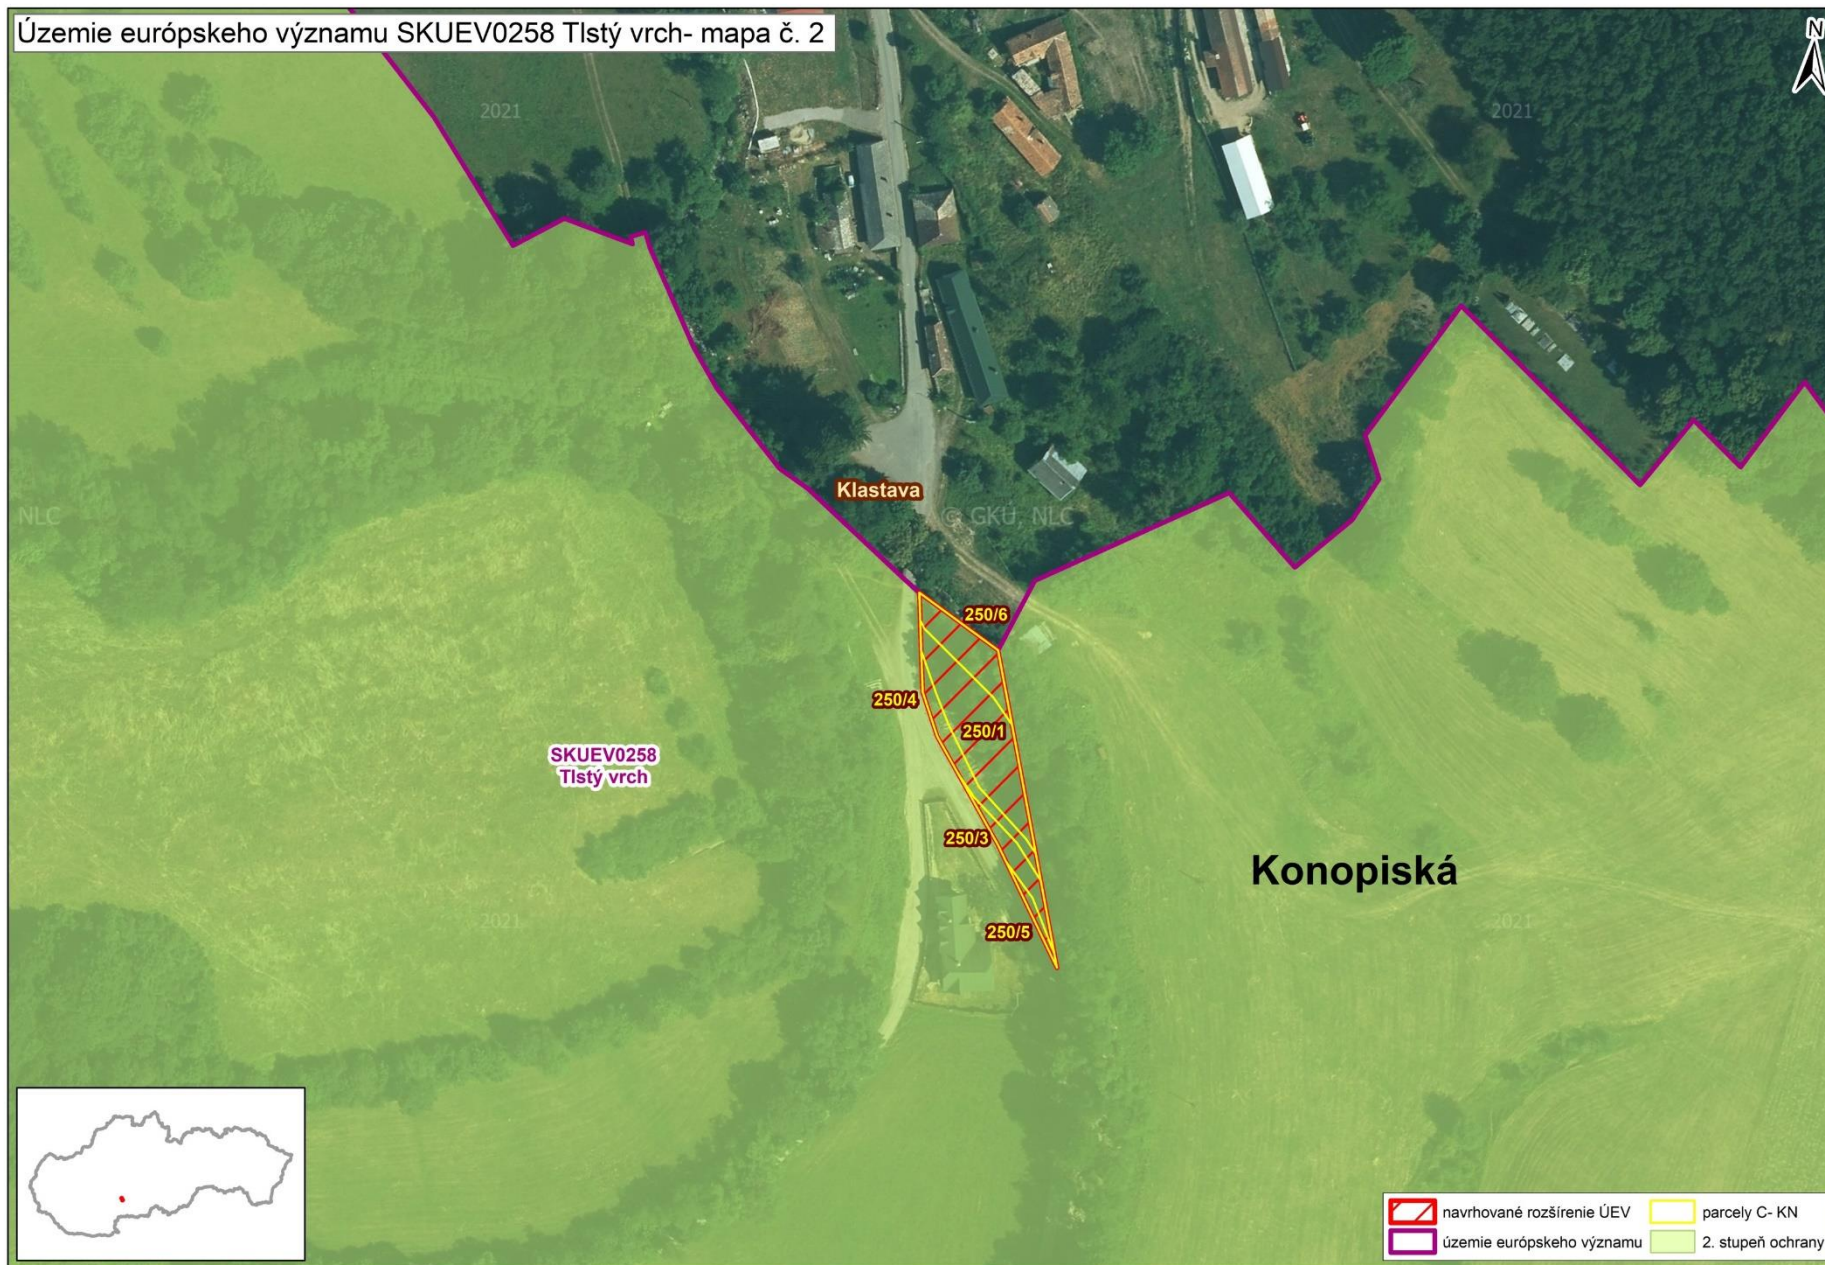 Územie európskeho významu SKUEV0258 Tlstý vrch- mapa č. 2
N
2021
2021
Klastava
NLC
© GKÚ, NLC
250/6
250/4
250/1
SKUEV0258
Tlstý vrch
250/3
Konopiská
2021
2021
250/5
navrhované rozšírenie ÚEV
parcely C- KN
územie európskeho významu
2. stupeň ochrany